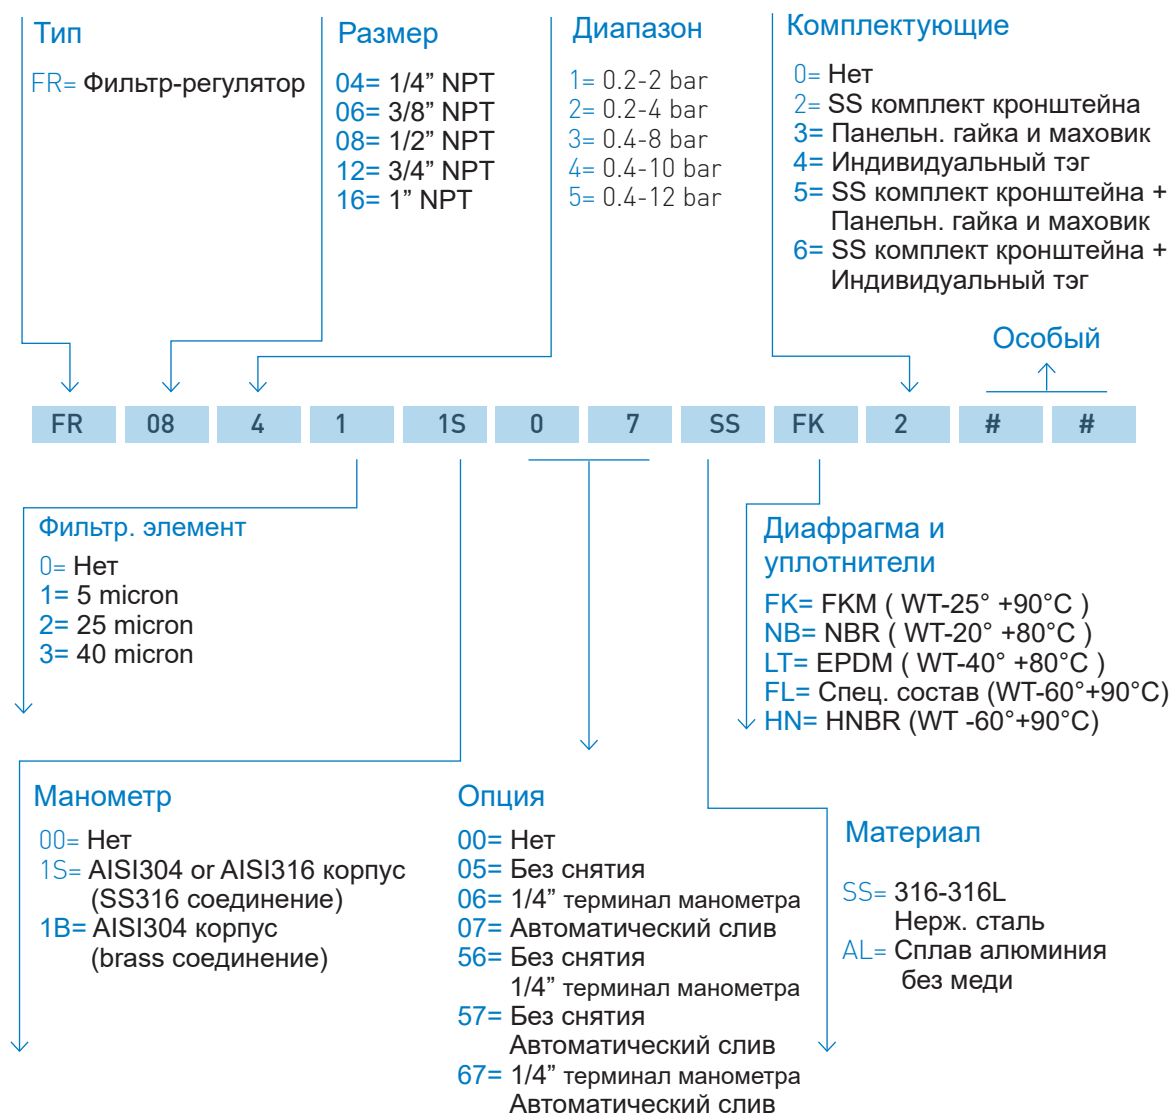 Тип
FR= Фильтр-регулятор
Размер
04= 1/4” NPT
06= 3/8” NPT
08= 1/2” NPT
12= 3/4” NPT
16= 1” NPT
Диапазон
1= 0.2-2 bar
2= 0.2-4 bar
3= 0.4-8 bar
4= 0.4-10 bar
5= 0.4-12 bar
Комплектующие
0= Нет
2= SS комплект кронштейна
3= Панельн. гайка и маховик
4= Индивидуальный тэг
5= SS комплект кронштейна +
Панельн. гайка и маховик
6= SS комплект кронштейна +
Индивидуальный тэг
Особый
FR 08 4 1 1S 0 7 SS FK 2 # #
Фильтр. элемент
0= Нет
1= 5 micron
2= 25 micron
3= 40 micron
Диафрагма и
уплотнители
FK= FKM ( WT-25° +90°C )
NB= NBR ( WT-20° +80°C )
LT= EPDM ( WT-40° +80°C )
FL= Спец. состав (WT-60°+90°C)
HN= HNBR (WT -60°+90°C)
Манометр
00= Нет
1S= AISI304 or AISI316 корпус
(SS316 соединение)
1B= AISI304 корпус
(brass соединение)
Опция
00= Нет
05= Без снятия
06= 1/4” терминал манометра
07= Автоматический слив
56= Без снятия
1/4” терминал манометра
57= Без снятия
Автоматический слив
67= 1/4” терминал манометра
Автоматический слив
Материал
SS= 316-316L
Нерж. сталь
AL= Сплав алюминия
без меди